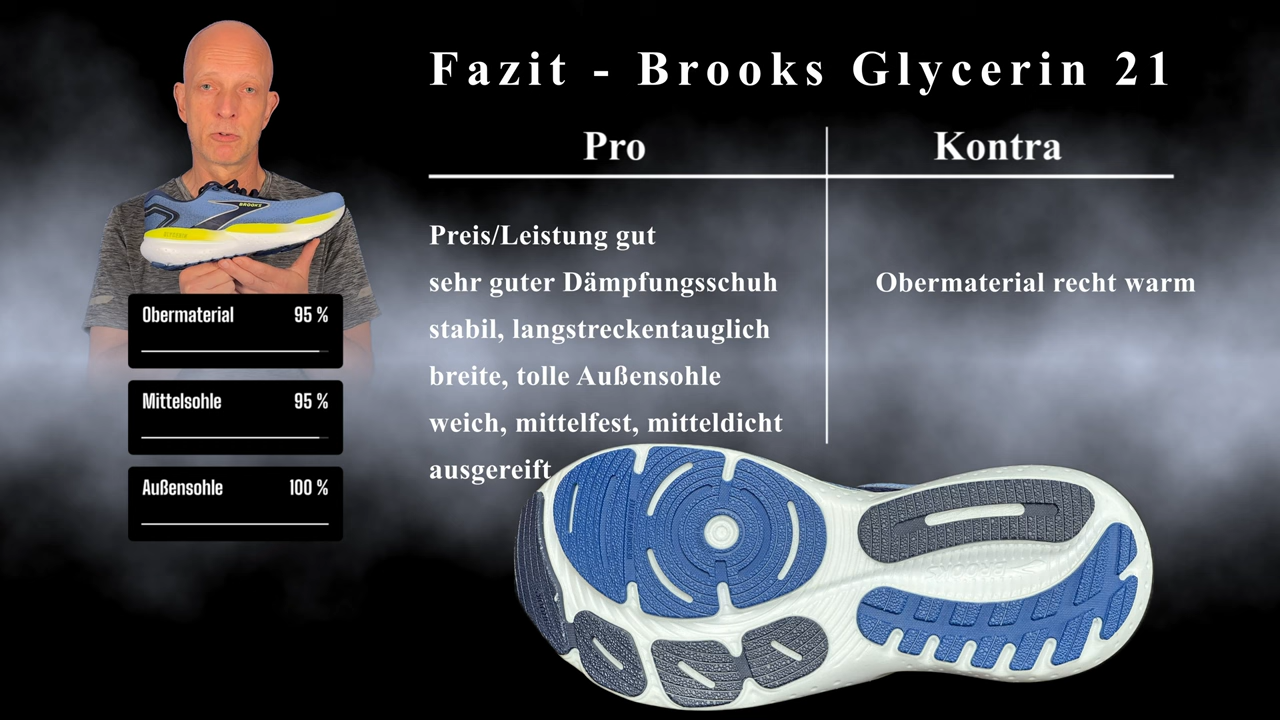 Fazit - Brooks Glycerin 21
Pro
Kontra
Preis/Leistung gut
sehr guter Dämpfungsschuh
stabil, langstreckentauglich
breite, tolle Außensohle
weich, mittelfest, mitteldicht
ausgereift
Obermaterial recht warm
BROOKS
Obermaterial 95 %
Mittelsohle 95 %
Außensohle 100 %